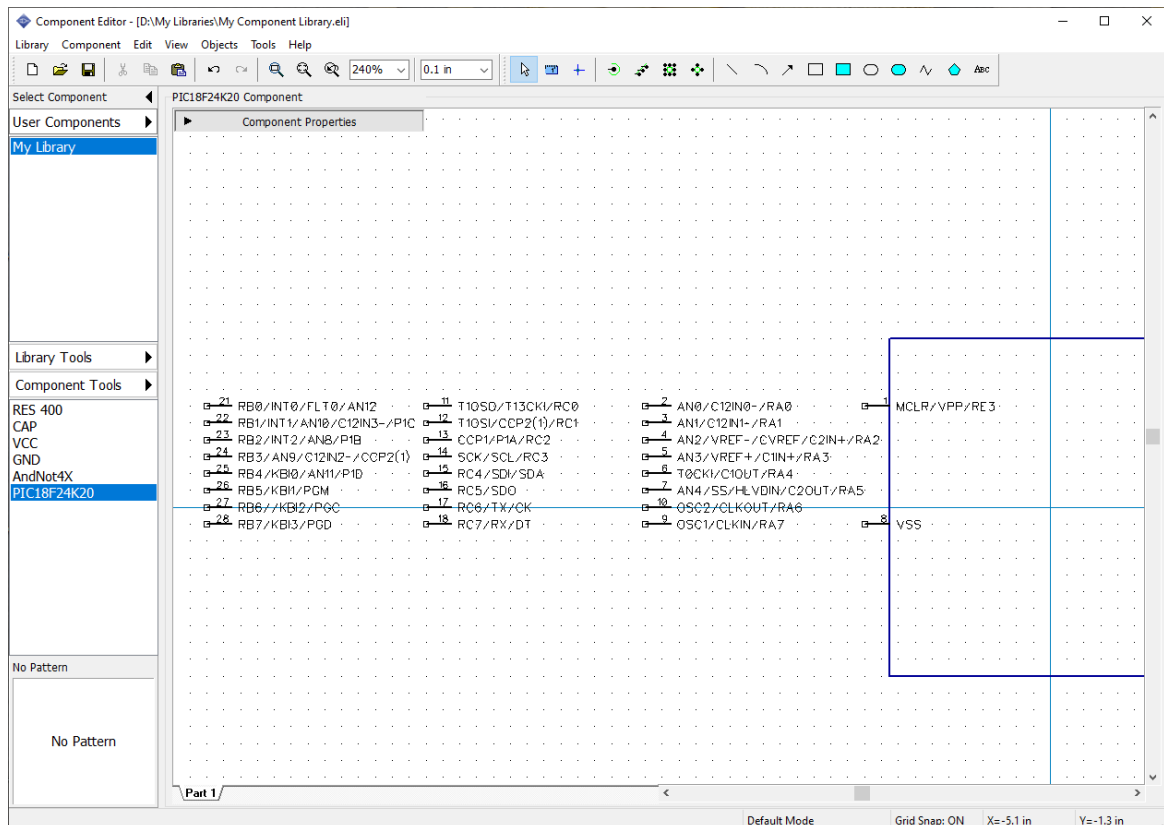 Component Editor - [D:\My Libraries\My Component Library.eli]
Library Component Edit View Objects Tools Help
240% 0.1 in ABC
Select Component
User Components
My Library
Library Tools
Component Tools
RES 400
CAP
VCC
GND
AndNot4X
PIC18F24K20
No Pattern
No Pattern
PIC18F24K20 Component
Component Properties
21 RB0/INT0/FLT0/AN12 11 T1OSO/T13CKI/RC0 2 AN0/C12IN0-/RA0 1 MCLR/VPP/RE3
22 RB1/INT1/AN10/C12IN3-/P1C 12 T1OSI/CCP2(1)/RC1 3 AN1/C12IN1-/RA1
23 RB2/INT2/AN8/P1B 13 CCP1/P1A/RC2 4 AN2/VREF-/CVREF/C2IN+/RA2
24 RB3/AN9/C12IN2-/CCP2(1) 14 SCK/SCL/RC3 5 AN3/VREF+/C1IN+/RA3
25 RB4/KBI0/AN11/P1D 15 RC4/SDI/SDA 6 T0CKI/C1OUT/RA4
26 RB5/KBI1/PGM 16 RC5/SDO 7 AN4/SS/HLVDIN/C2OUT/RA5
27 RB6//KBI2/PGC 17 RC6/TX/CK 10 OSC2/CLKOUT/RA6
28 RB7/KBI3/PGD 18 RC7/RX/DT 9 OSC1/CLKIN/RA7 8 VSS
Part 1
Default Mode Grid Snap: ON X=-5.1 in Y=-1.3 in